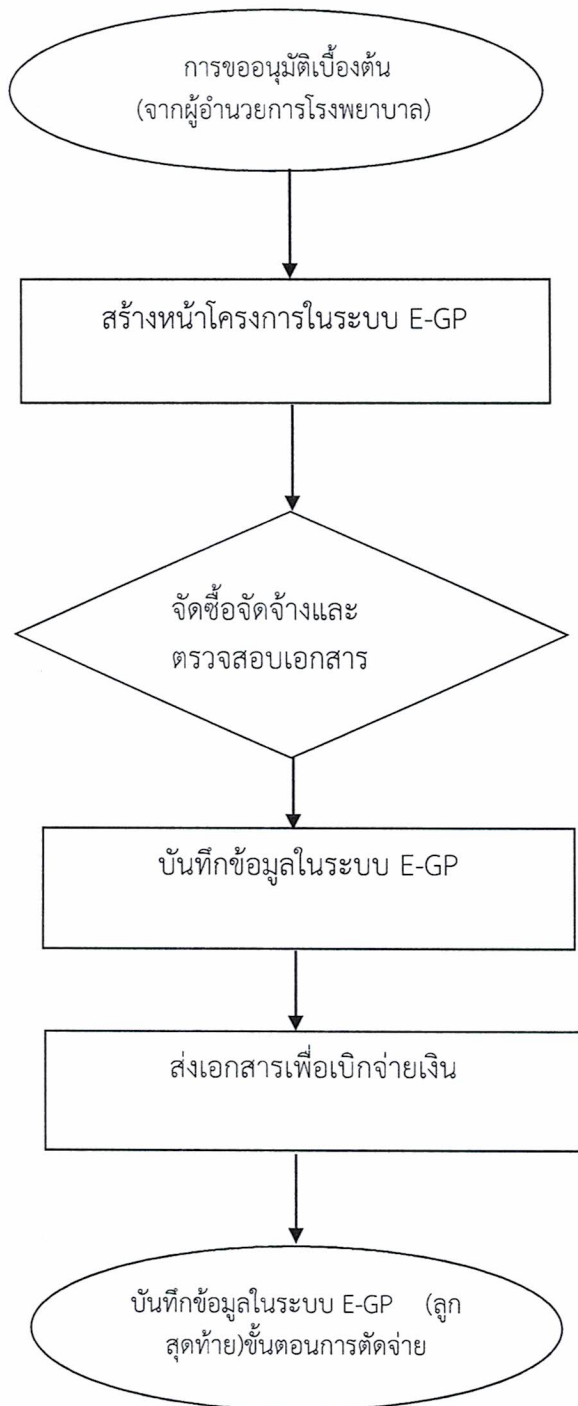 การขออนุมัติเบื้องต้น
(จากผู้อำนวยการโรงพยาบาล)
สร้างหน้าโครงการในระบบ E-GP
จัดซื้อจัดจ้างและ
ตรวจสอบเอกสาร
บันทึกข้อมูลในระบบ E-GP
ส่งเอกสารเพื่อเบิกจ่ายเงิน
บันทึกข้อมูลในระบบ E-GP (ลูก
สุดท้าย)ขั้นตอนการตัดจ่าย